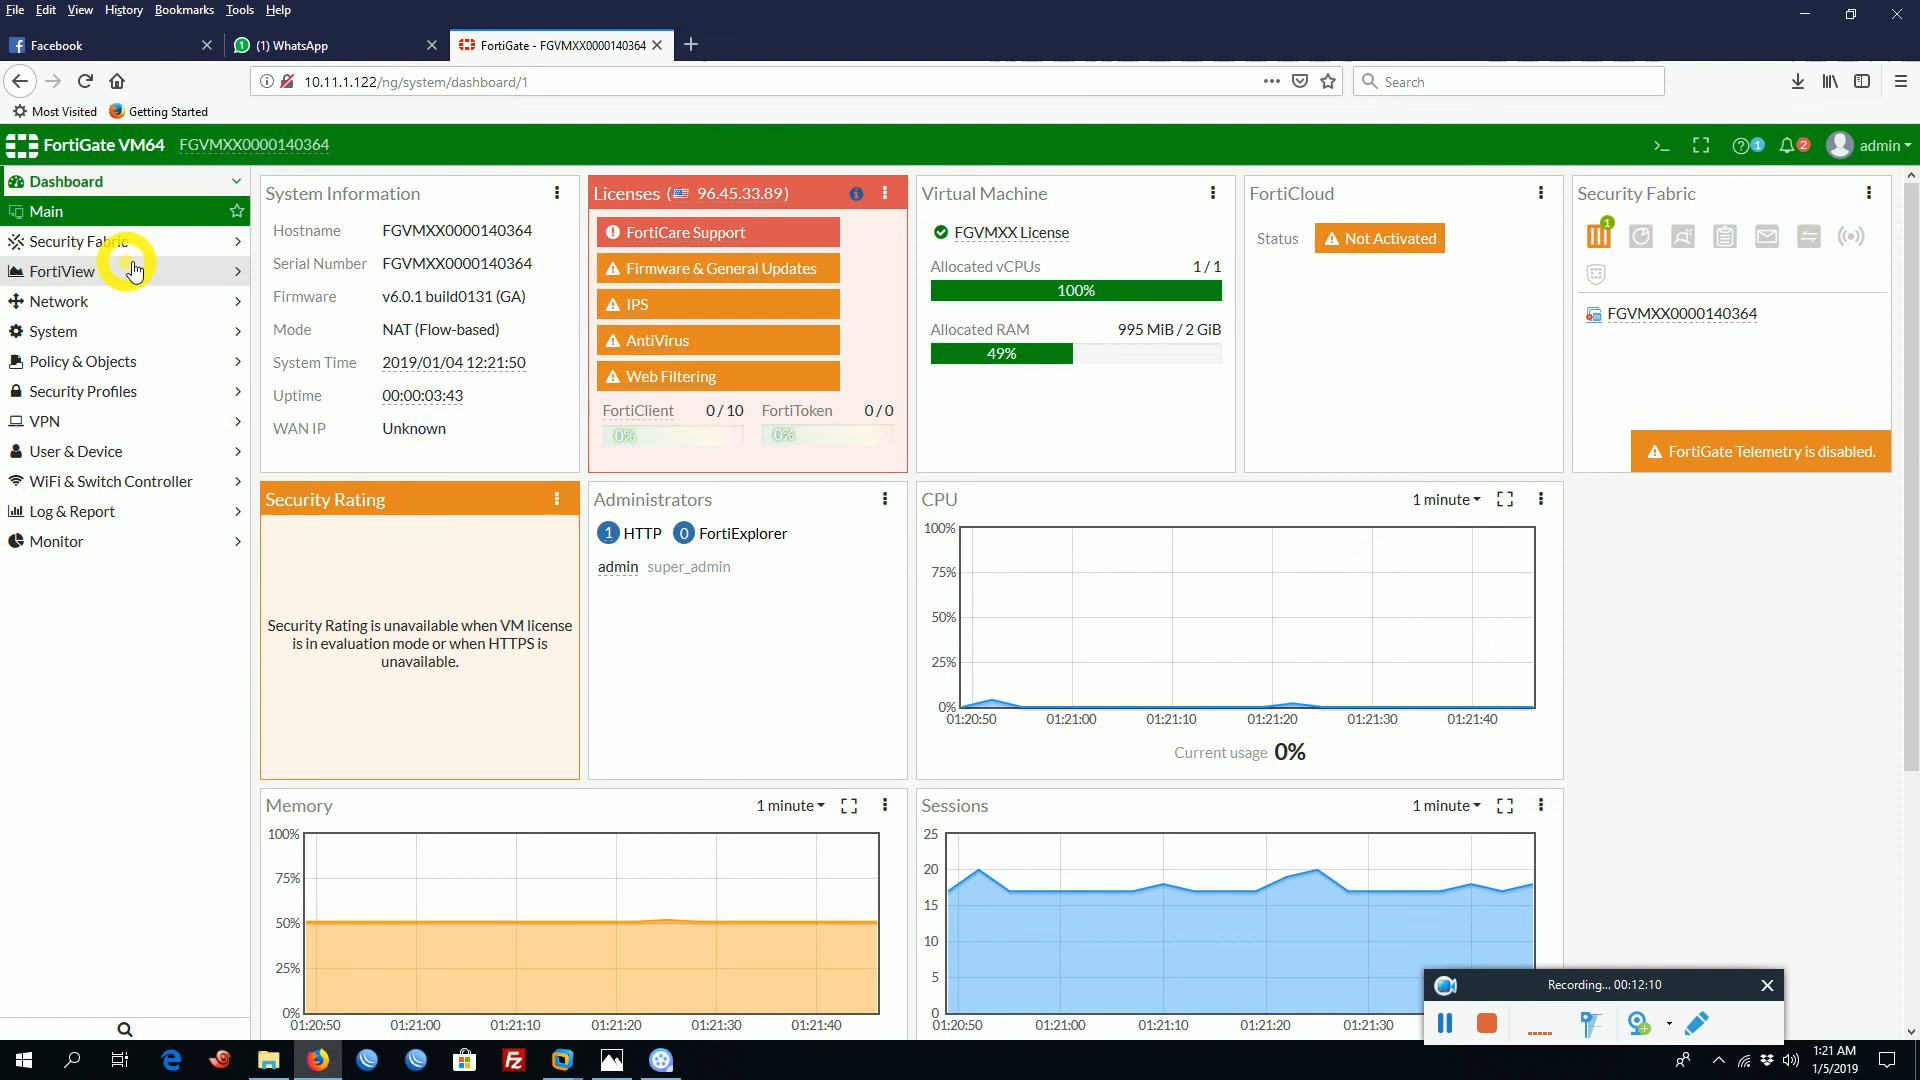 File Edit View History Bookmarks Tools Help
Facebook
(1) WhatsApp
FortiGate - FGVMXX0000140364
10.11.1.122/ng/system/dashboard/1
Search
Most Visited
Getting Started
FortiGate VM64 FGVMXX0000140364
1
2
admin
Dashboard
Main
Security Fabric
FortiView
Network
System
Policy & Objects
Security Profiles
VPN
User & Device
WiFi & Switch Controller
Log & Report
Monitor
System Information
Hostname FGVMXX0000140364
Serial Number FGVMXX0000140364
Firmware v6.0.1 build0131 (GA)
Mode NAT (Flow-based)
System Time 2019/01/04 12:21:50
Uptime 00:00:03:43
WAN IP Unknown
Licenses (96.45.33.89)
FortiCare Support
Firmware & General Updates
IPS
AntiVirus
Web Filtering
FortiClient 0 / 10 FortiToken 0 / 0
0% 0%
Virtual Machine
FGVMXX License
Allocated vCPUs 1 / 1
100%
Allocated RAM 995 MiB / 2 GiB
49%
FortiCloud
Status Not Activated
Security Fabric
1
FGVMXX0000140364
FortiGate Telemetry is disabled.
Security Rating
Security Rating is unavailable when VM license
is in evaluation mode or when HTTPS is
unavailable.
Administrators
1 HTTP 0 FortiExplorer
admin super_admin
CPU 1 minute
100%
75%
50%
25%
0%
01:20:50 01:21:00 01:21:10 01:21:20 01:21:30 01:21:40
Current usage 0%
Memory 1 minute
100%
75%
50%
25%
0%
01:20:50 01:21:00 01:21:10 01:21:20 01:21:30 01:21:40
Sessions 1 minute
25
20
15
10
5
0
01:20:50 01:21:00 01:21:10 01:21:20 01:21:30
Recording... 00:12:10
1:21 AM
1/5/2019